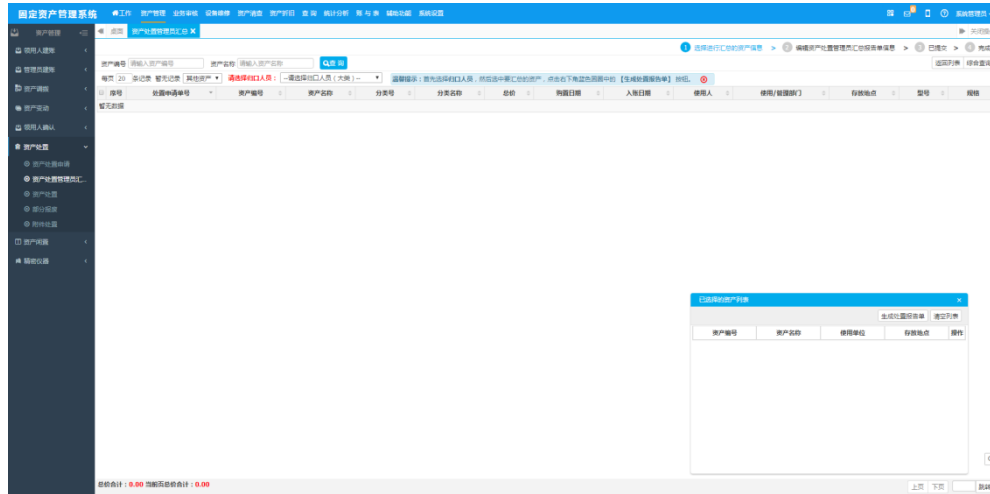 固定资产管理系统 工作 资产管理 业务审核 设备维修 资产清查 资产折旧 查 询 统计分析 账 与 表 辅助功能 系统设置 系统管理员
资产管理 桌面 资产处置管理员汇总 X 关闭
领用人建账
管理员建账
资产调拨
资产变动
领用人确认
资产处置
资产处置申请
资产处置管理员汇...
资产处置
部分报废
附件处置
资产闲置
精密仪器
1 选择进行汇总的资产信息 > 2 编辑资产处置管理员汇总报告单信息 > 3 已提交 > 4 完成
资产编号 请输入资产编号 资产名称 请输入资产名称 查 询 返回列表 综合查询
每页 20 条记录 暂无记录 其他资产 请选择归口人员： --请选择归口人员（大类）-- 温馨提示：首先选择归口人员，然后选中要汇总的资产，点击右下角蓝色洞窗中的【生成处置报告单】按钮。
序号 处置申请单号 资产编号 资产名称 分类号 分类名称 总价 购置日期 入账日期 使用人 使用/管理部门 存放地点 型号 规格
暂无数据
已选择的资产列表 ×
生成处置报告单 清空列表
资产编号 资产名称 使用单位 存放地点 操作
总价合计：0.00 当前页总价合计：0.00
上页 下页 跳转